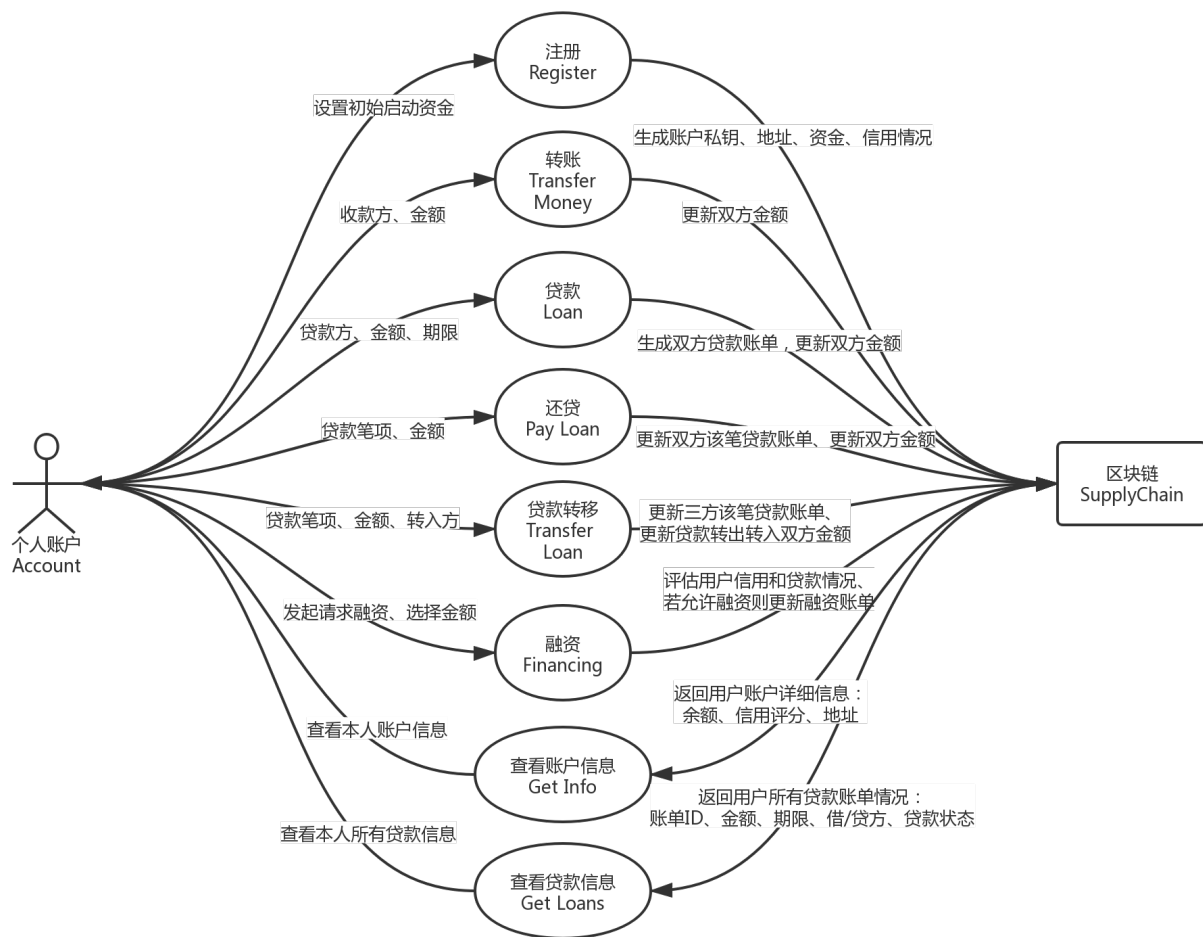 注册
Register
设置初始启动资金
生成账户私钥、地址、资金、信用情况
转账
Transfer
Money
收款方、金额
更新双方金额
贷款
Loan
贷款方、金额、期限
生成双方贷款账单，更新双方金额
还贷
Pay Loan
贷款笔项、金额
更新双方该笔贷款账单、更新双方金额
个人账户
Account
区块链
SupplyChain
贷款转移
Transfer
Loan
贷款笔项、金额、转入方
更新三方该笔贷款账单、
更新贷款转出转入双方金额
评估用户信用和贷款情况、
若允许融资则更新融资账单
发起请求融资、选择金额
融资
Financing
返回用户账户详细信息：
余额、信用评分、地址
查看本人账户信息
查看账户信息
Get Info
返回用户所有贷款账单情况：
账单ID、金额、期限、借/贷方、贷款状态
查看本人所有贷款信息
查看贷款信息
Get Loans